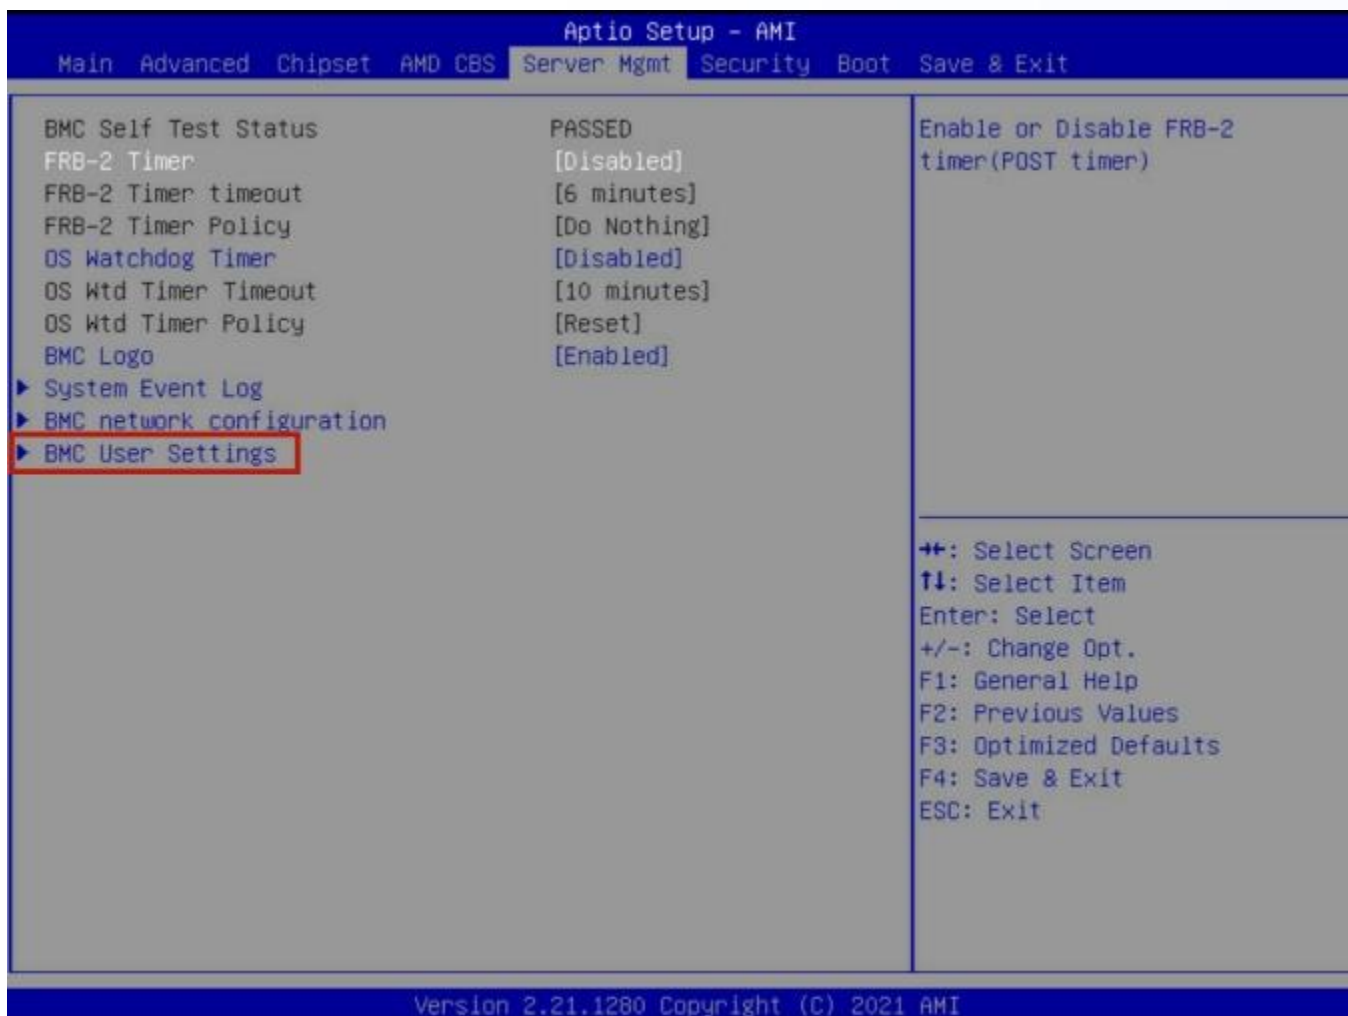 Aptio Setup – AMI
Main Advanced Chipset AMD CBS Server Mgmt Security Boot Save & Exit
BMC Self Test Status PASSED
FRB-2 Timer [Disabled]
FRB-2 Timer timeout [6 minutes]
FRB-2 Timer Policy [Do Nothing]
OS Watchdog Timer [Disabled]
OS Wtd Timer Timeout [10 minutes]
OS Wtd Timer Policy [Reset]
BMC Logo [Enabled]
System Event Log
BMC network configuration
BMC User Settings
Enable or Disable FRB-2
timer(POST timer)
→←: Select Screen
↑↓: Select Item
Enter: Select
+/-: Change Opt.
F1: General Help
F2: Previous Values
F3: Optimized Defaults
F4: Save & Exit
ESC: Exit
Version 2.21.1280 Copyright (C) 2021 AMI